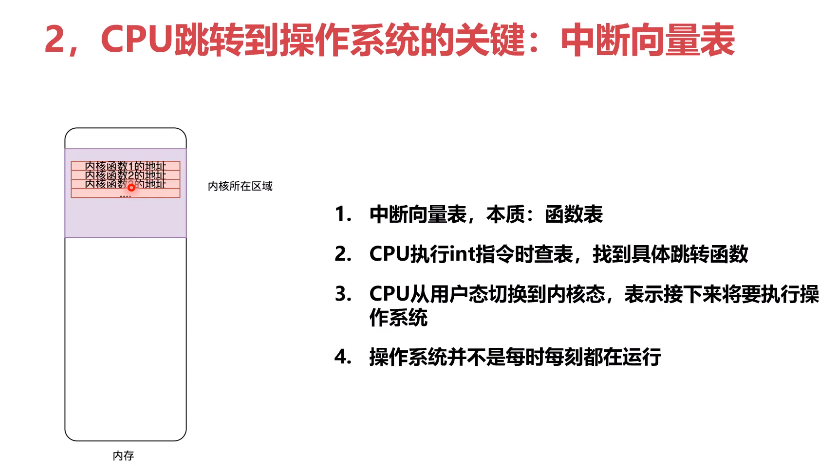 2，CPU跳转到操作系统的关键：中断向量表
内核函数1的地址
内核函数2的地址
内核函数的地址
....
内核所在区域
内存
1. 中断向量表，本质：函数表
2. CPU执行int指令时查表，找到具体跳转函数
3. CPU从用户态切换到内核态，表示接下来将要执行操
作系统
4. 操作系统并不是每时每刻都在运行